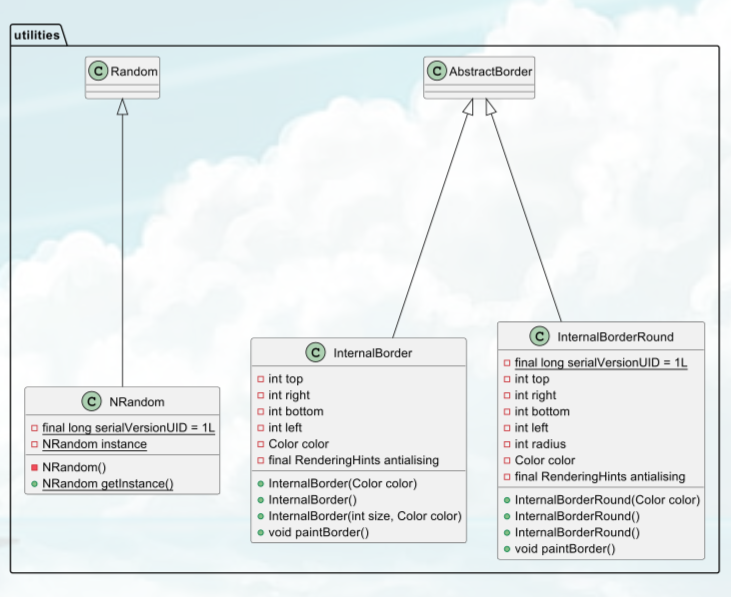 utilities
C Random
C AbstractBorder
C NRandom
final long serialVersionUID = 1L
NRandom instance
NRandom()
NRandom getInstance()
C InternalBorder
int top
int right
int bottom
int left
Color color
final RenderingHints antialising
InternalBorder(Color color)
InternalBorder()
InternalBorder(int size, Color color)
void paintBorder()
C InternalBorderRound
final long serialVersionUID = 1L
int top
int right
int bottom
int left
int radius
Color color
final RenderingHints antialising
InternalBorderRound(Color color)
InternalBorderRound()
InternalBorderRound()
void paintBorder()